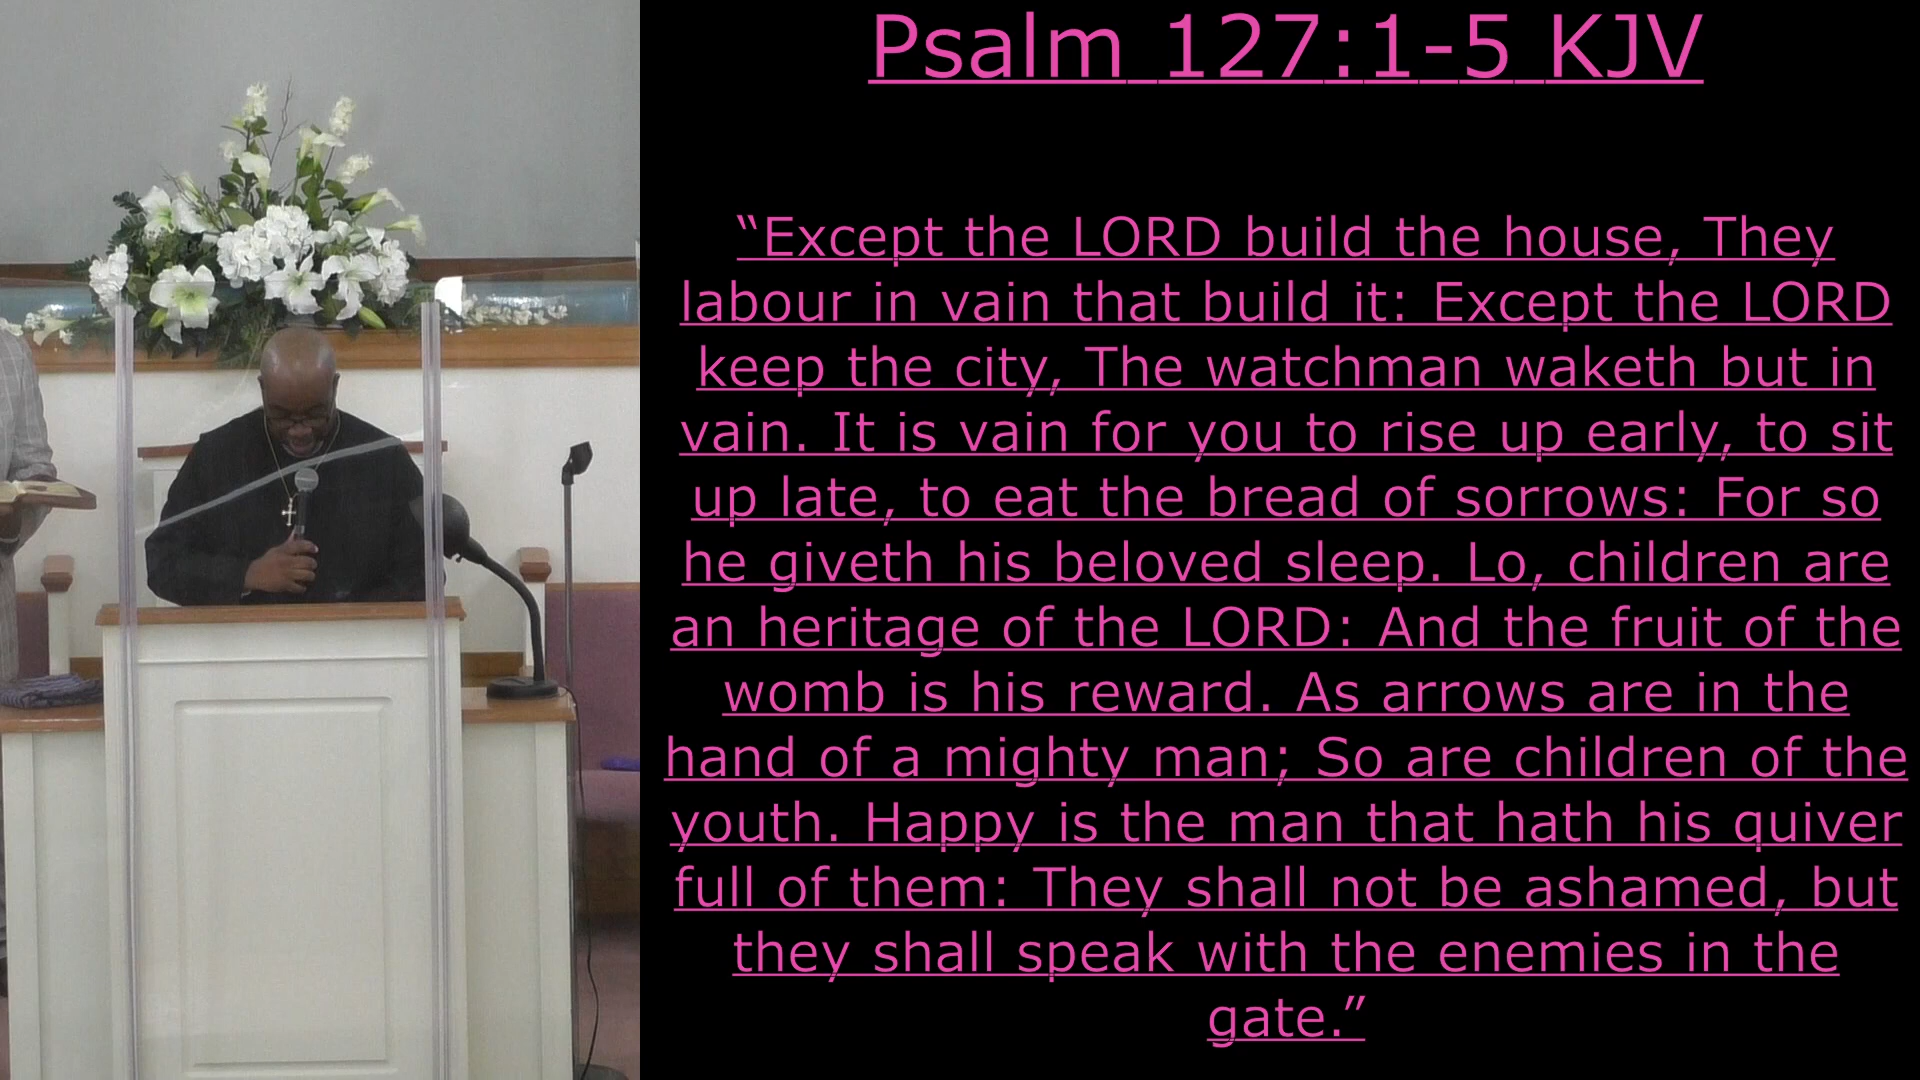 Psalm 127:1-5 KJV
“Except the LORD build the house, They
labour in vain that build it: Except the LORD
keep the city, The watchman waketh but in
vain. It is vain for you to rise up early, to sit
up late, to eat the bread of sorrows: For so
he giveth his beloved sleep. Lo, children are
an heritage of the LORD: And the fruit of the
womb is his reward. As arrows are in the
hand of a mighty man; So are children of the
youth. Happy is the man that hath his quiver
full of them: They shall not be ashamed, but
they shall speak with the enemies in the
gate.”